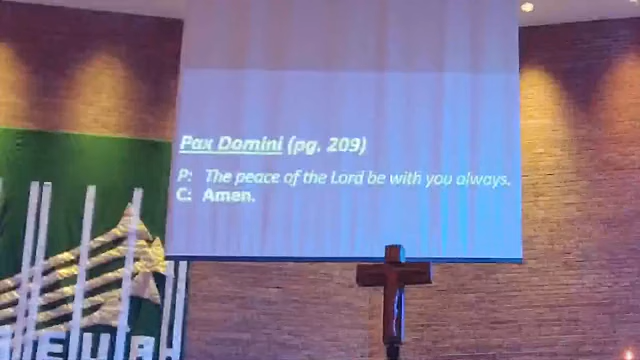 Pax Domini (pg. 209)
P: The peace of the Lord be with you always.
C: Amen.